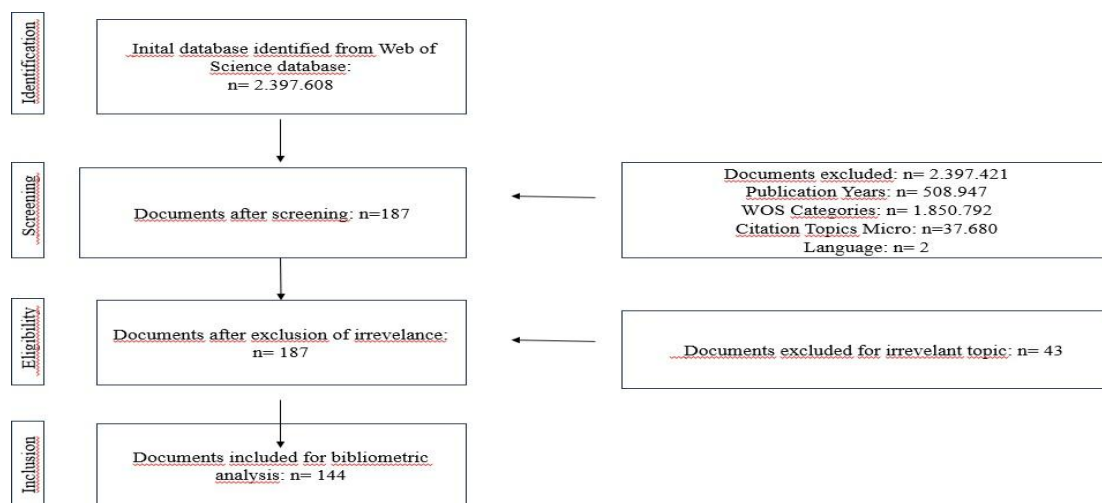 Identification
Inital database identified from Web of
Science database:
n= 2.397.608
Screening
Documents after screening: n=187
Documents excluded: n= 2.397.421
Publication Years: n= 508.947
WOS Categories: n= 1.850.792
Citation Topics Micro: n=37.680
Language: n= 2
Eligibility
Documents after exclusion of irrevelance:
n= 187
Documents excluded for irrevelant topic: n= 43
Inclusion
Documents included for bibliometric
analysis: n= 144